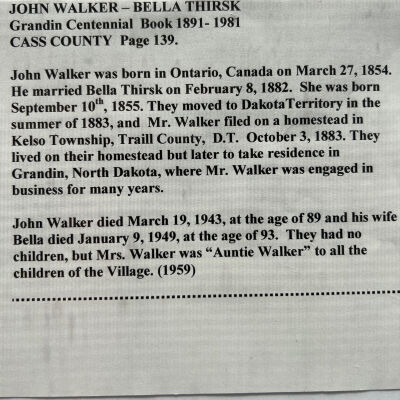 JOHN WALKER – BELLA THIRSK
Grandin Centennial Book 1891- 1981
CASS COUNTY Page 139.
John Walker was born in Ontario, Canada on March 27, 1854.
He married Bella Thirsk on February 8, 1882. She was born
September 10th, 1855. They moved to DakotaTerritory in the
summer of 1883, and Mr. Walker filed on a homestead in
Kelso Township, Traill County, D.T. October 3, 1883. They
lived on their homestead but later to take residence in
Grandin, North Dakota, where Mr. Walker was engaged in
business for many years.
John Walker died March 19, 1943, at the age of 89 and his wife
Bella died January 9, 1949, at the age of 93. They had no
children, but Mrs. Walker was “Auntie Walker” to all the
children of the Village. (1959)